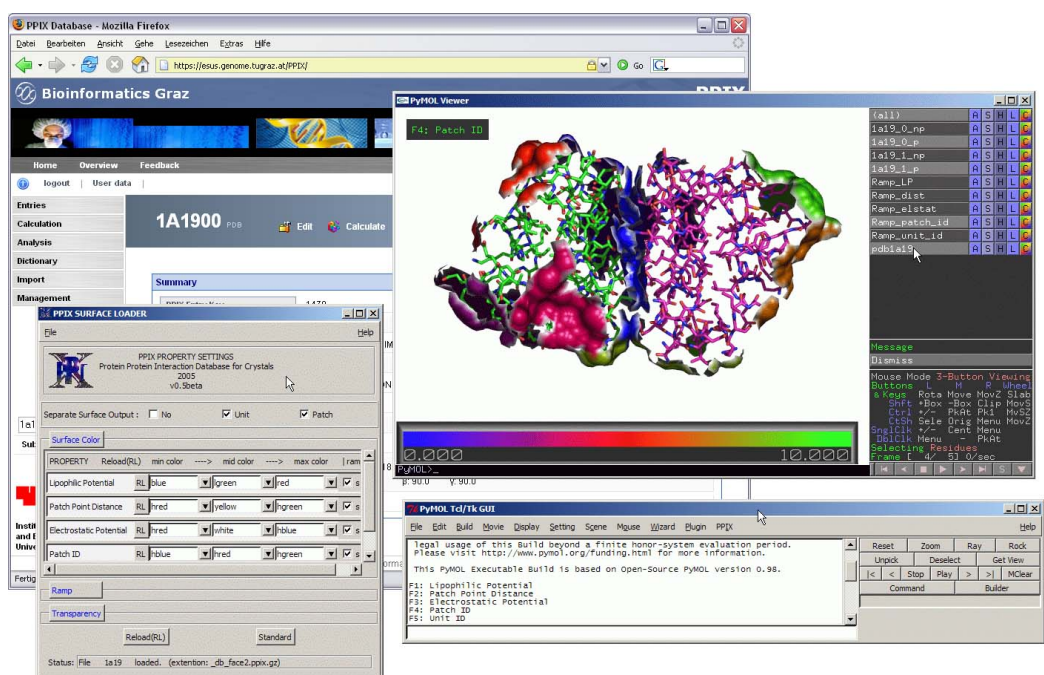 PPIX Database - Mozilla Firefox
Datei Bearbeiten Ansicht Gehe Lesezeichen Extras Hilfe
https://esus.genome.tugraz.at/PPIX/
Go
Bioinformatics Graz
Home Overview Feedback
logout | User data |
Entries
Calculation
Analysis
Dictionary
Import
Management
1A1900 PDB
Edit
Calculate
Summary
Fertig
β: 90.0 γ: 90.0
PyMOL Viewer
F4: Patch ID
(all) A S H L C
1a19_0_np A S H L C
1a19_0_p A S H L C
1a19_1_np A S H L C
1a19_1_p A S H L C
Ramp_LP A S H L C
Ramp_dist A S H L C
Ramp_elstat A S H L C
Ramp_patch_id A S H L C
Ramp_unit_id A S H L C
pdb1a19 A S H L C
Message
Dismiss
Mouse Mode 3-Button Viewing
Buttons L M R Wheel
& Keys Rota Move MovZ Slab
Shft +Box -Box Clip MovS
Ctrl +/- PkAt Pk1 MvSZ
CtSh Sele Orig Menu MovZ
SnglClk +/- Cent Menu
DblClk Menu - PkAt
Selecting Residues
Frame [ 4/ 5] 0/sec
0.000 10.000
PyMOL>_
PPIX SURFACE LOADER
File Help
PPIX PROPERTY SETTINGS
Protein Protein Interaction Database for Crystals
2005
v0.5beta
Separate Surface Output : No Unit Patch
Surface Color
PROPERTY Reload(RL) min color ----> mid color ----> max color | ram
Lipophilic Potential RL blue lgreen red s
Patch Point Distance RL hred yellow hgreen s
Electrostatic Potential RL hred white hblue s
Patch ID RL hblue hred hgreen s
Ramp
Transparency
Reload(RL) Standard
Status: File 1a19 loaded. (extention: _db_face2.ppix.gz)
PyMOL Tcl/Tk GUI
File Edit Build Movie Display Setting Scene Mouse Wizard Plugin PPIX Help
legal usage of this Build beyond a finite honor-system evaluation period.
Please visit http://www.pymol.org/funding.html for more information.
This PyMOL Executable Build is based on Open-Source PyMOL version 0.98.
F1: Lipophilic Potential
F2: Patch Point Distance
F3: Electrostatic Potential
F4: Patch ID
F5: Unit ID
Reset Zoom Ray Rock
Unpick Deselect Get View
|< < Stop Play > >| MClear
Command Builder